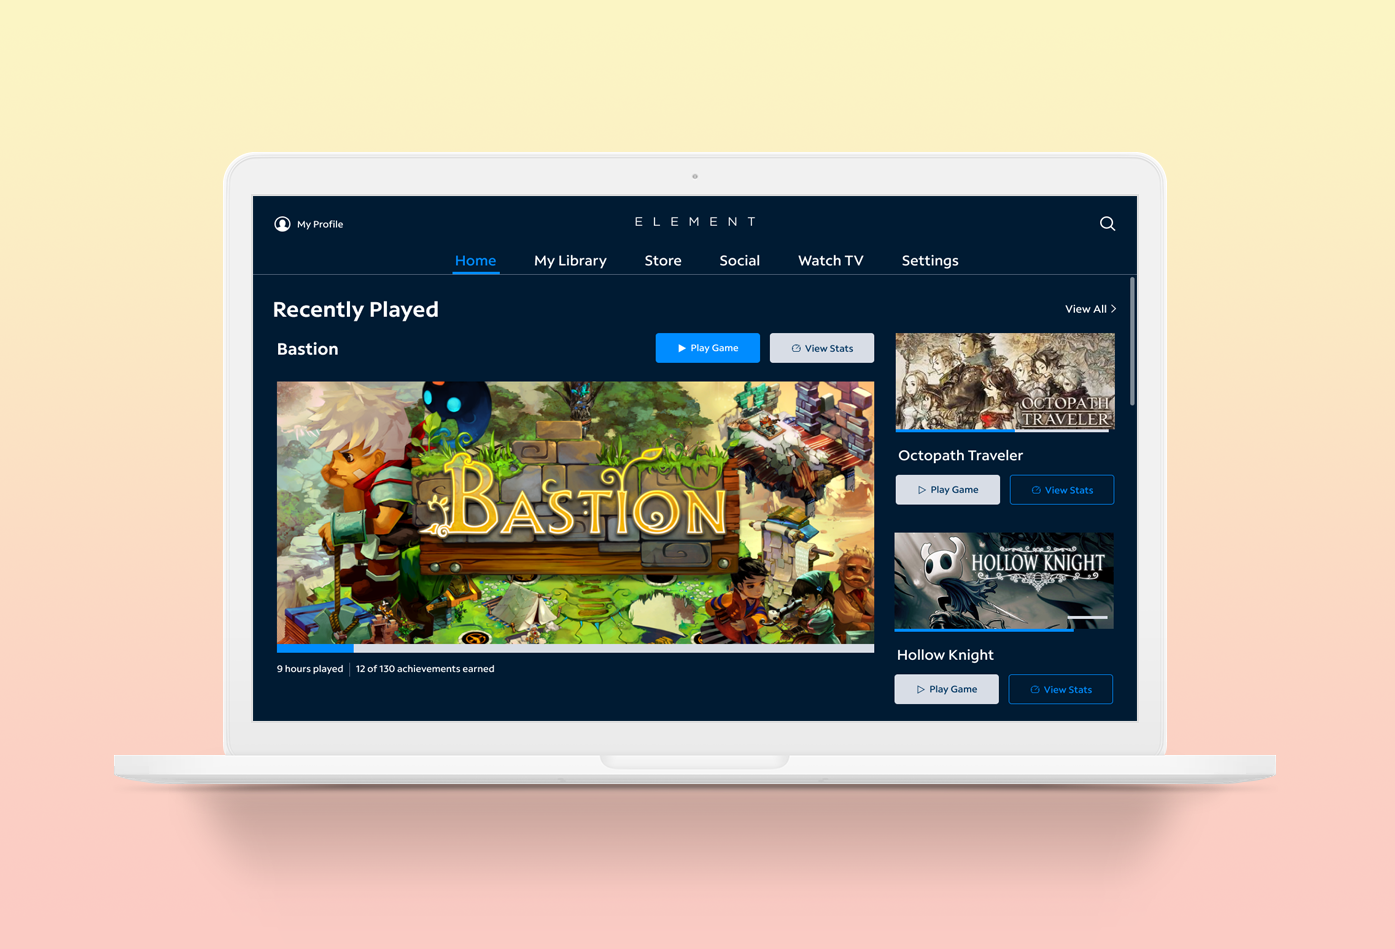 My Profile
ELEMENT
Home
My Library
Store
Social
Watch TV
Settings
Recently Played
View All
Bastion
Play Game
View Stats
BASTION
9 hours played
12 of 130 achievements earned
OCTOPATH
TRAVELER
Octopath Traveler
Play Game
View Stats
HOLLOW KNIGHT
Hollow Knight
Play Game
View Stats